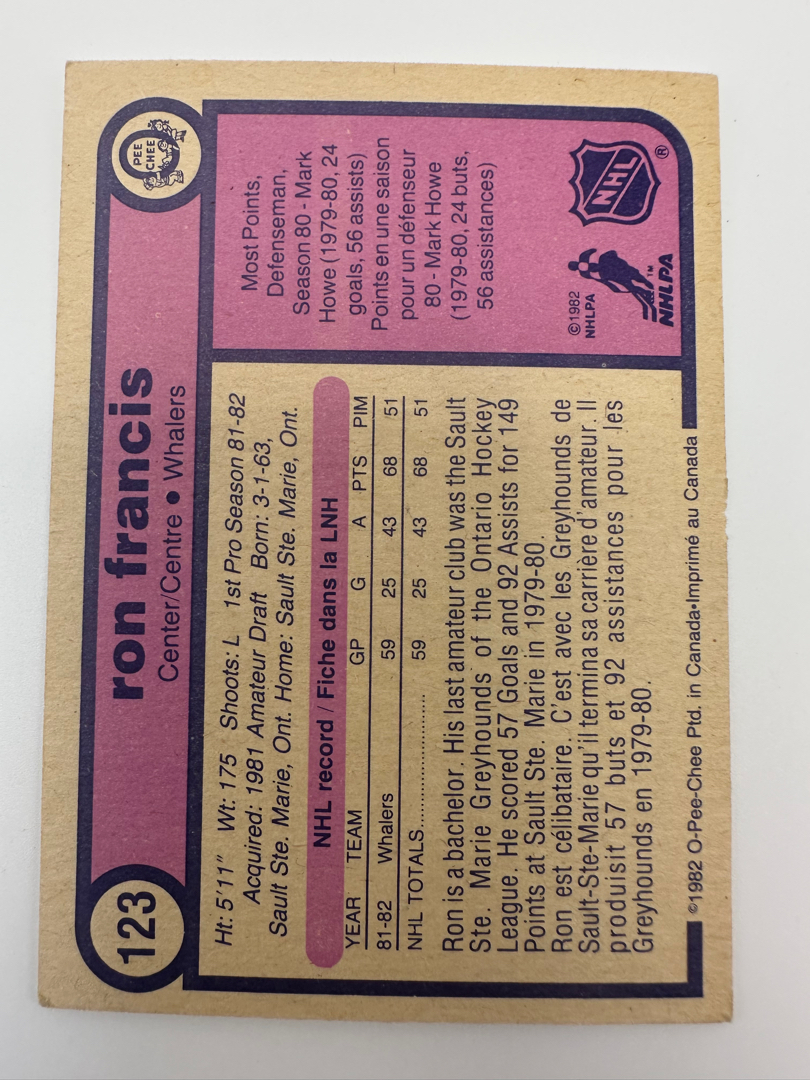 123
ron francis
Center/Centre • Whalers
PEE
CHEE
Ht: 5'11" Wt: 175 Shoots: L 1st Pro Season 81-82
Acquired: 1981 Amateur Draft Born: 3-1-63,
Sault Ste. Marie, Ont. Home: Sault Ste. Marie, Ont.
NHL record / Fiche dans la LNH
YEAR TEAM GP G A PTS PIM
81-82 Whalers 59 25 43 68 51
NHL TOTALS.................... 59 25 43 68 51
Ron is a bachelor. His last amateur club was the Sault
Ste. Marie Greyhounds of the Ontario Hockey
League. He scored 57 Goals and 92 Assists for 149
Points at Sault Ste. Marie in 1979-80.
Ron est célibataire. C'est avec les Greyhounds de
Sault-Ste-Marie qu'il termina sa carrière d'amateur. Il
produisit 57 buts et 92 assistances pour les
Greyhounds en 1979-80.
©1982 O-Pee-Chee Ptd. in Canada•Imprimé au Canada
Most Points,
Defenseman,
Season 80 - Mark
Howe (1979-80, 24
goals, 56 assists)
Points en une saison
pour un défenseur
80 - Mark Howe
(1979-80, 24 buts,
56 assistances)
©1982
NHLPA
NHLPA™
NHL®